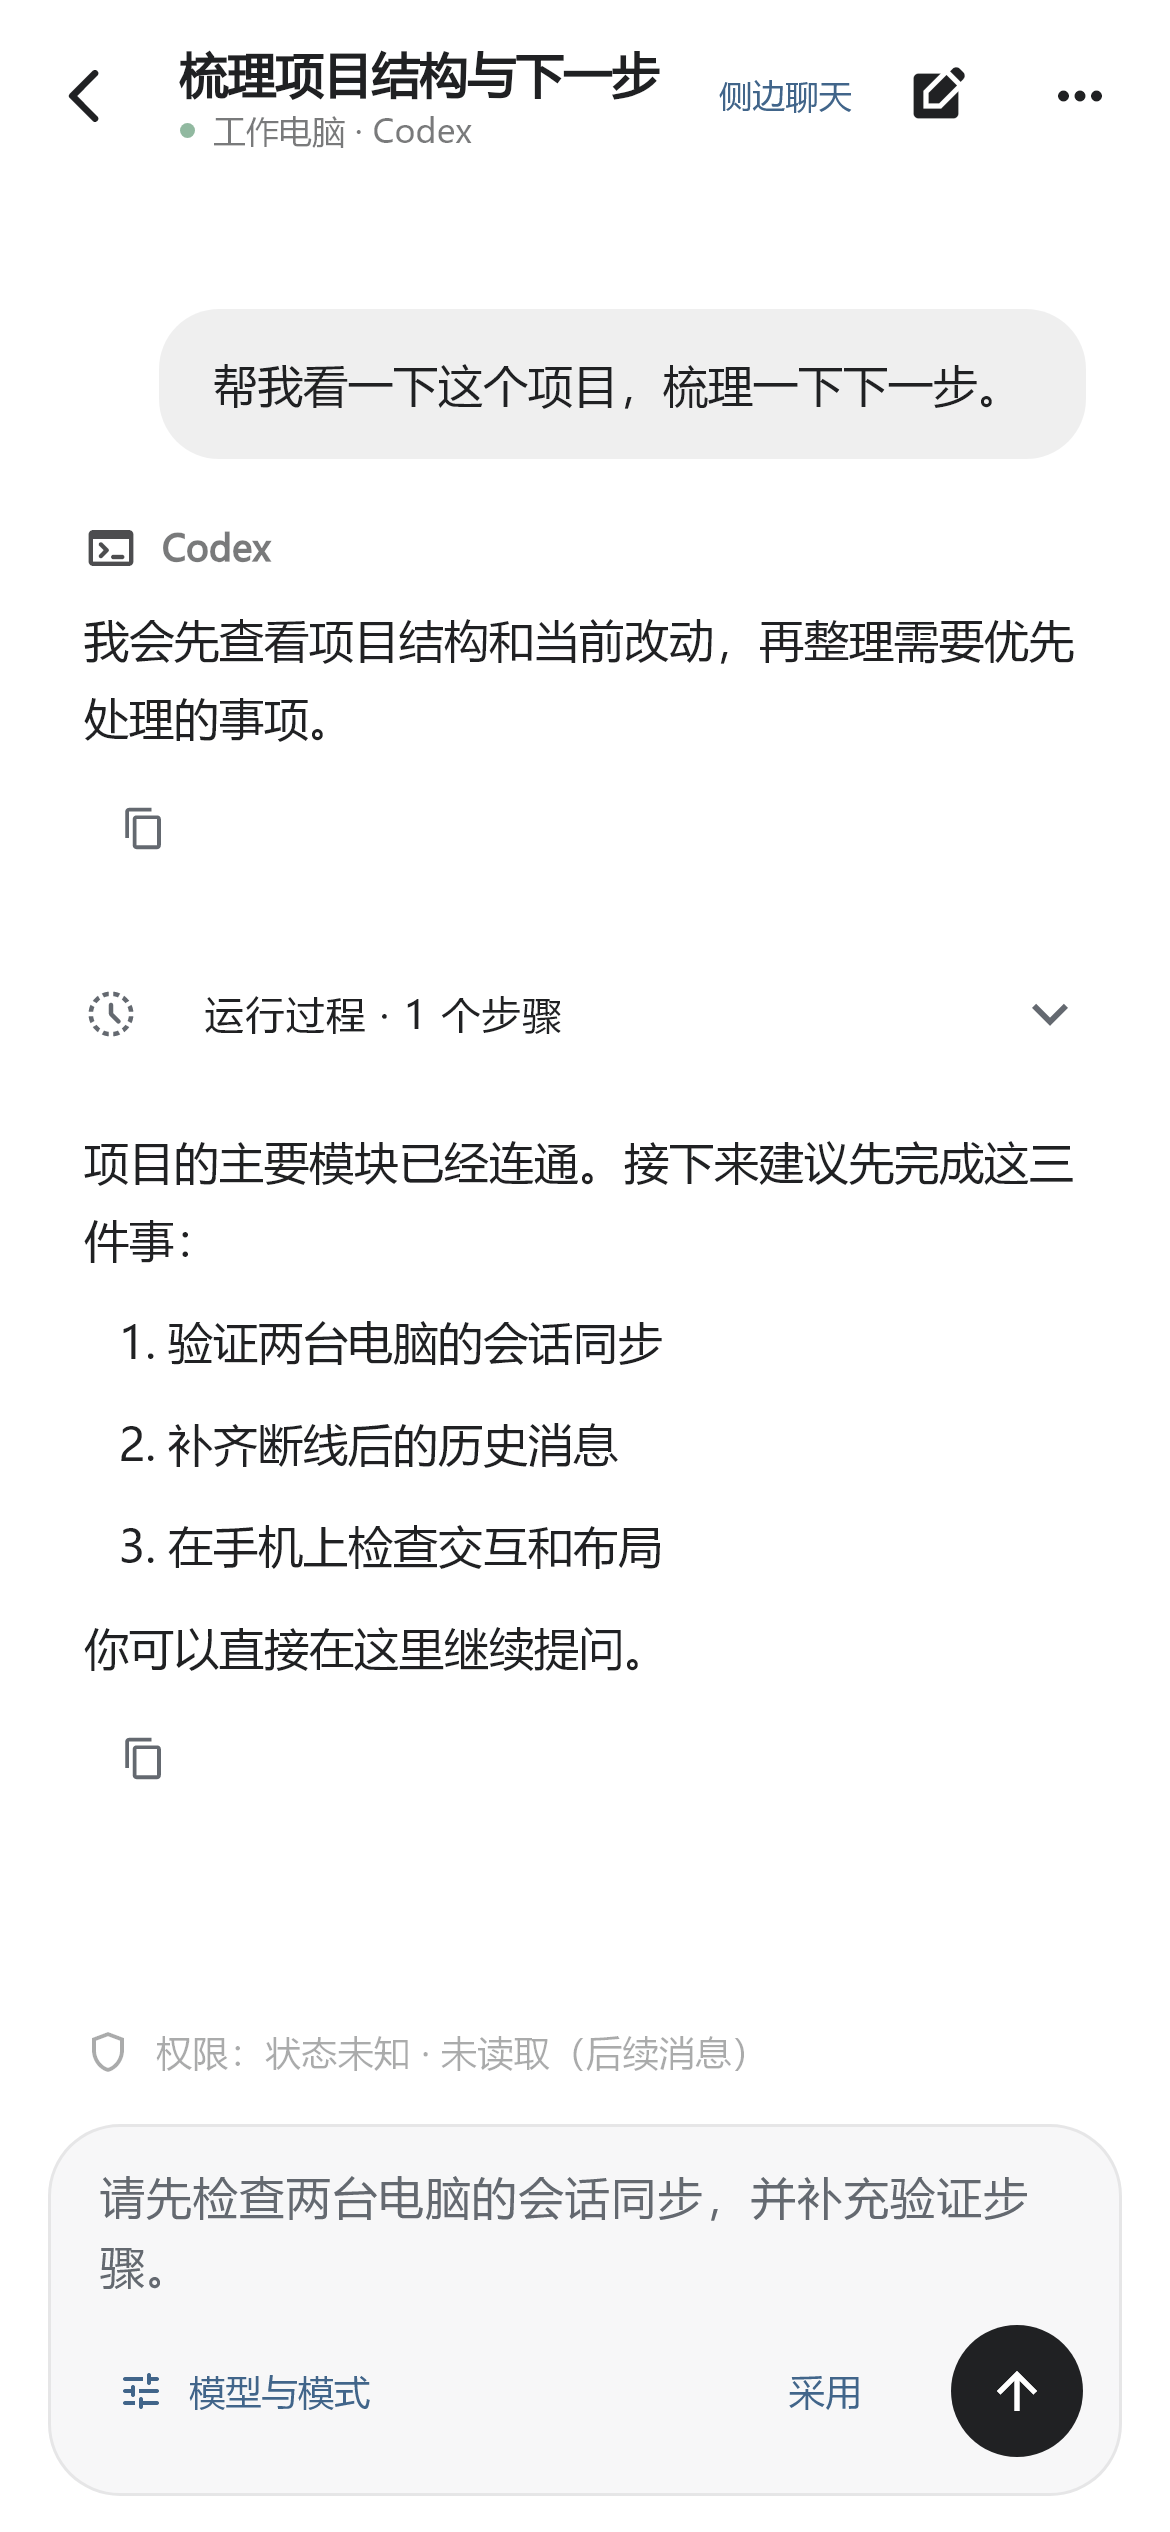 梳理项目结构与下一步
工作电脑 · Codex
侧边聊天
帮我看一下这个项目，梳理一下下一步。
Codex
我会先查看项目结构和当前改动，再整理需要优先
处理的事项。
运行过程 · 1 个步骤
项目的主要模块已经连通。接下来建议先完成这三
件事：
1. 验证两台电脑的会话同步
2. 补齐断线后的历史消息
3. 在手机上检查交互和布局
你可以直接在这里继续提问。
权限：状态未知 · 未读取（后续消息）
请先检查两台电脑的会话同步，并补充验证步
骤。
模型与模式
采用